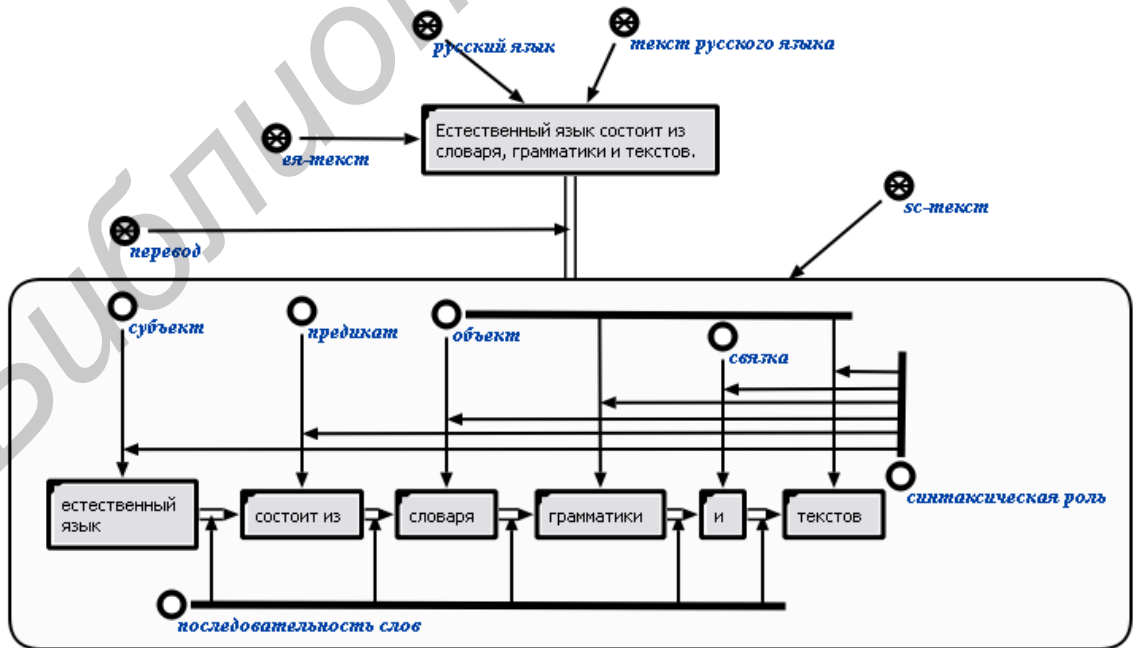 русский язык
текст русского языка
Естественный язык состоит из
словаря, грамматики и текстов.
ея-текст
sc-текст
перевод
субъект
предикат
объект
связка
синтаксическая роль
естественный
язык
состоит из
словаря
грамматики
и
текстов
последовательность слов